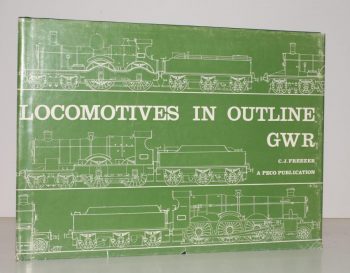 LOCOMOTIVES IN OUTLINE
GWR
C.J.FREEZER
A PECO PUBLICATION